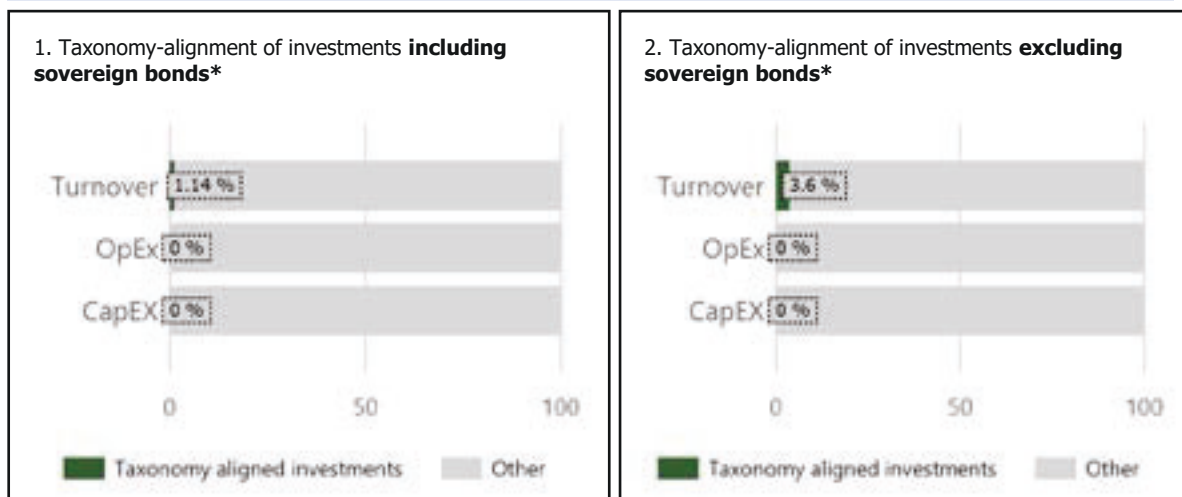 1. Taxonomy-alignment of investments including
sovereign bonds*
Turnover 1.14 %
OpEx 0 %
CapEX 0 %
0 50 100
Taxonomy aligned investments Other
2. Taxonomy-alignment of investments excluding
sovereign bonds*
Turnover 3.6 %
OpEx 0 %
CapEX 0 %
0 50 100
Taxonomy aligned investments Other